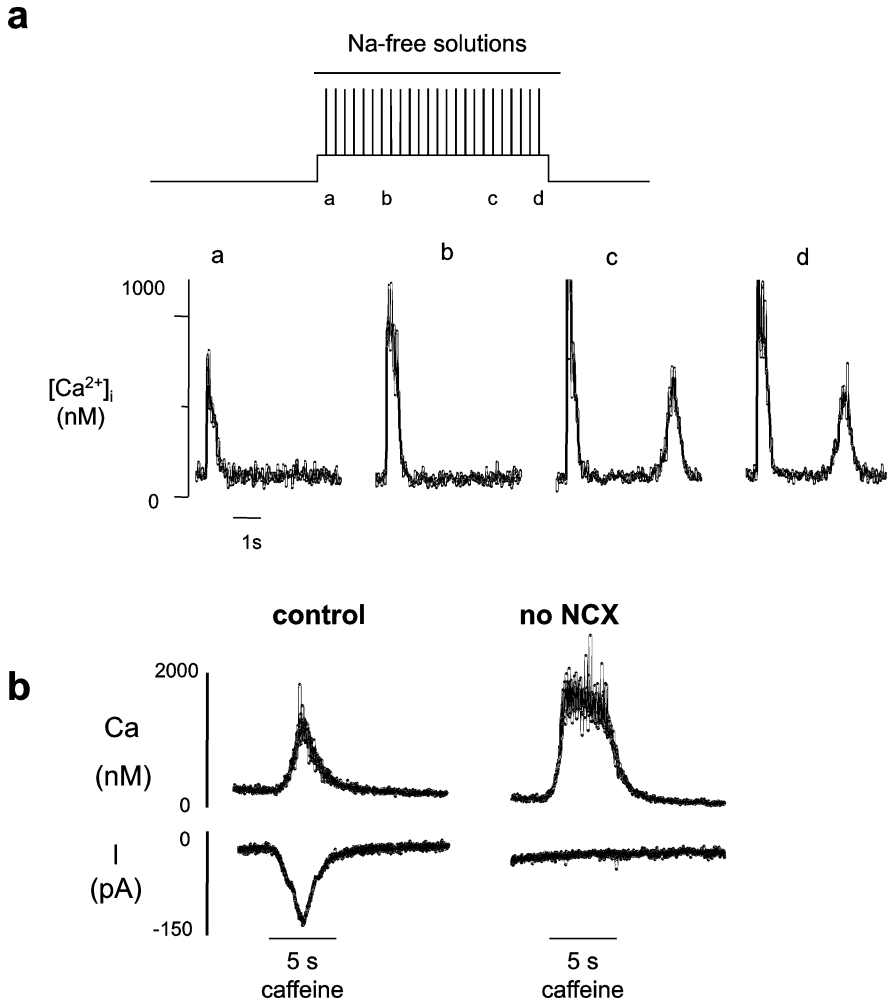 a
Na-free solutions
a b c d
a b c d
1000
[Ca²⁺]ᵢ
(nM)
0
1s
control no NCX
b
2000
Ca
(nM)
0
0
I
(pA)
-150
5 s 5 s
caffeine caffeine